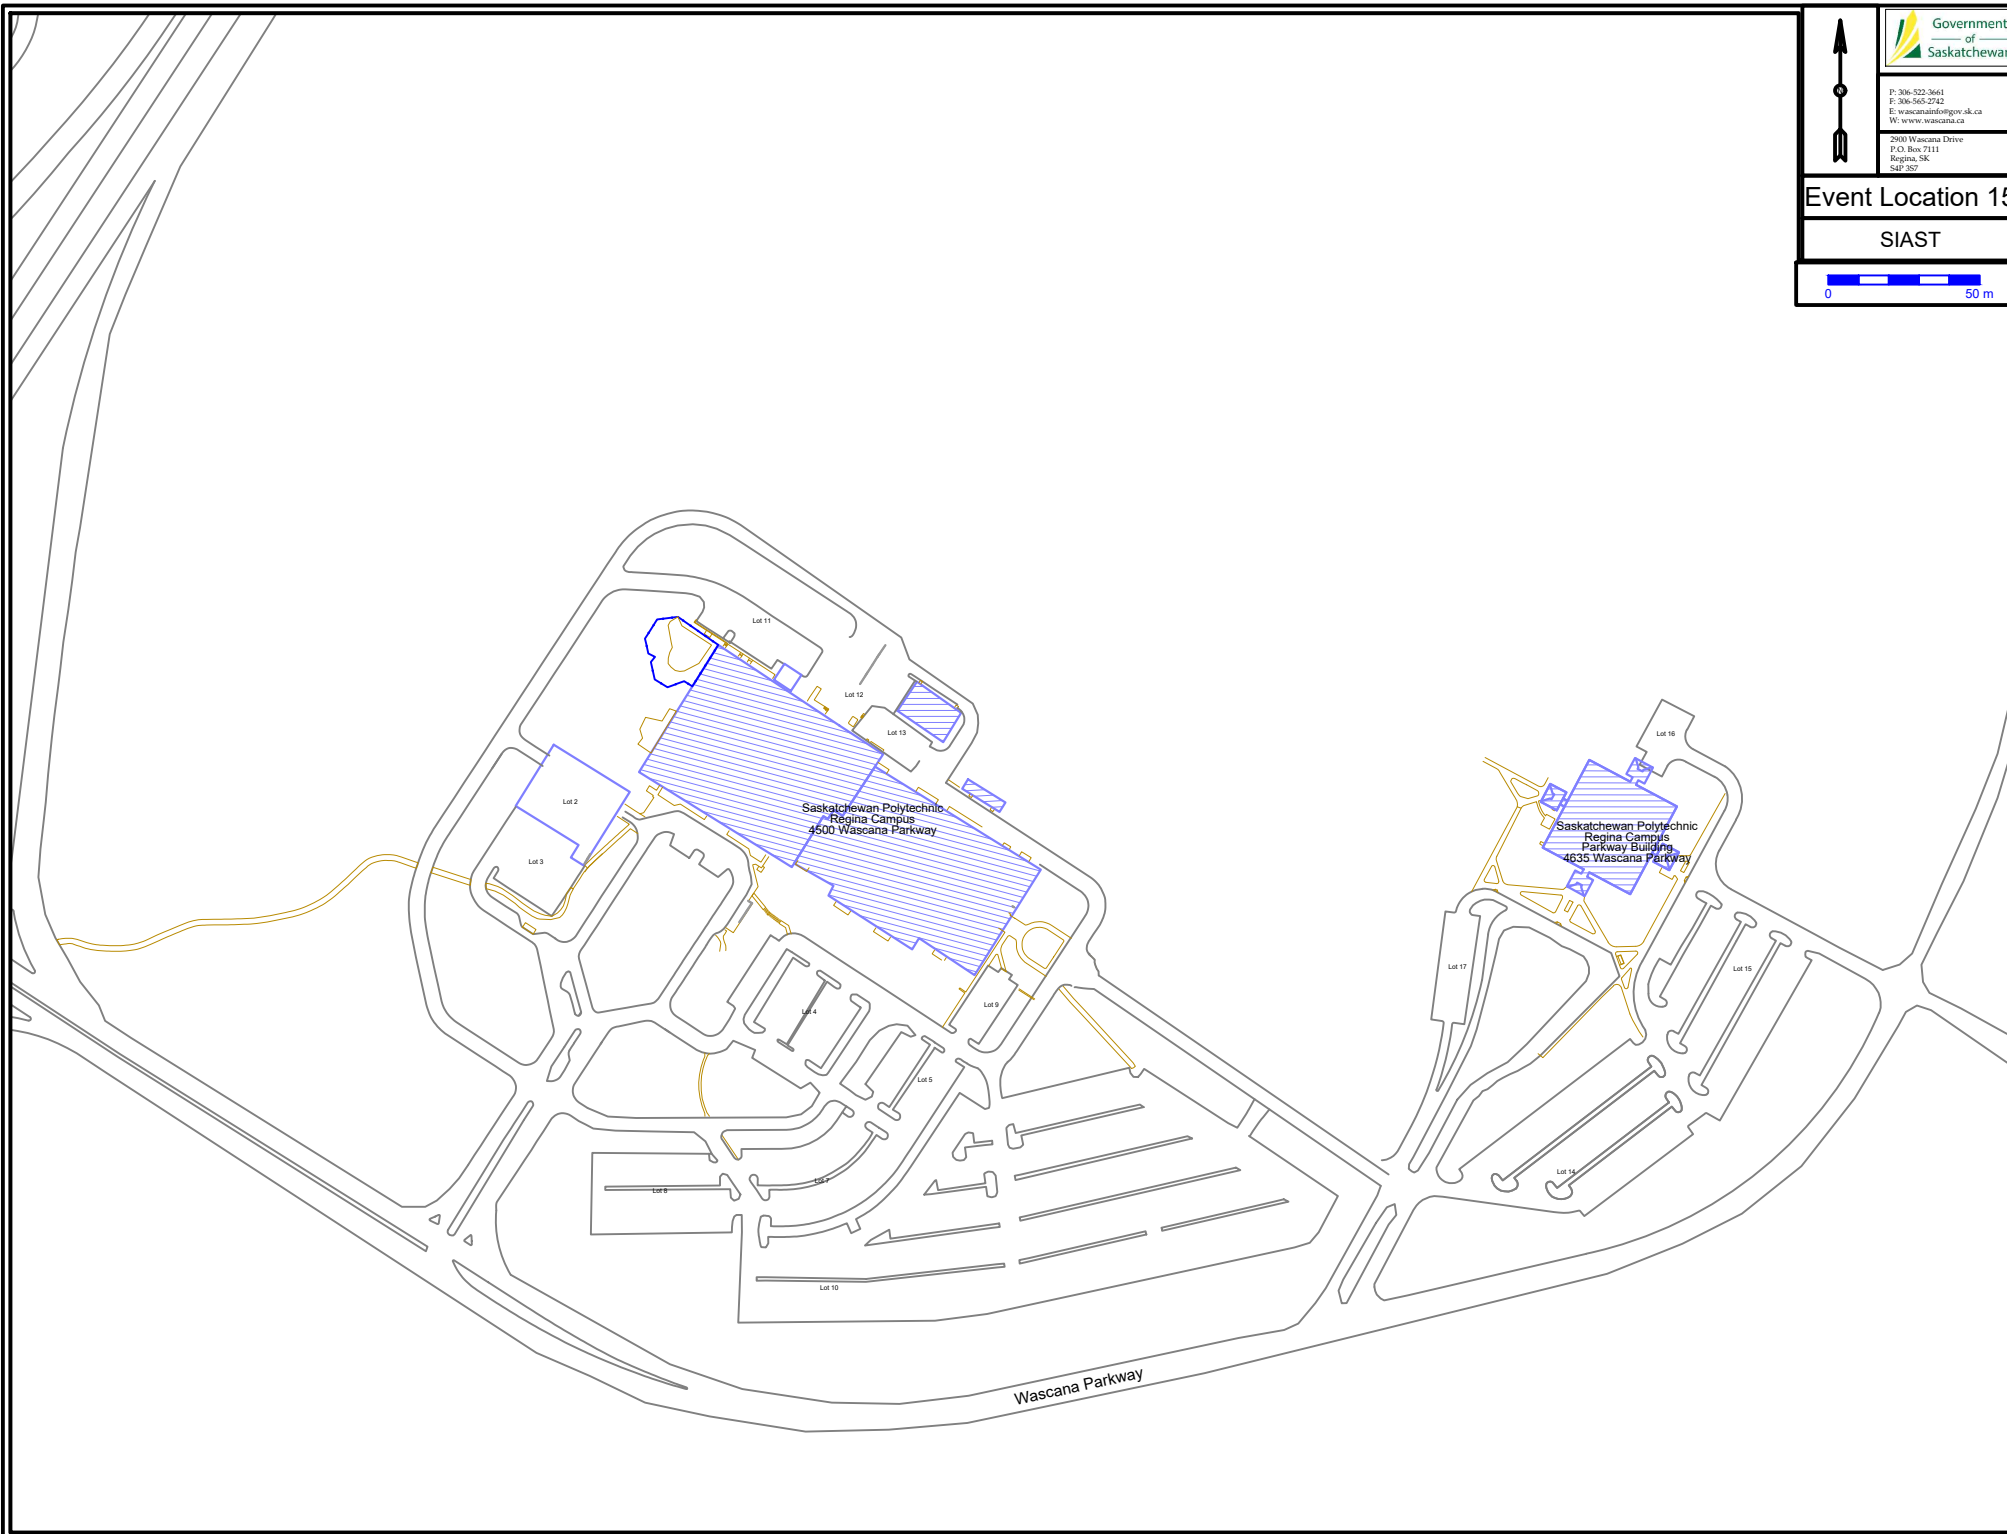 Government
of
Saskatchewan
N
P: 306-522-3661
F: 306-565-2742
E: wascanainfo@gov.sk.ca
W: www.wascana.ca
2900 Wascana Drive
P.O. Box 7111
Regina, SK
S4P 3S7
Event Location 15
SIAST
0 50 m
Lot 11
Lot 12
Lot 13
Lot 16
Lot 2
Saskatchewan Polytechnic
Regina Campus
4500 Wascana Parkway
Saskatchewan Polytechnic
Regina Campus
Parkway Building
4635 Wascana Parkway
Lot 3
Lot 17
Lot 15
Lot 9
Lot 4
Lot 5
Lot 14
Lot 7
Lot 8
Lot 10
Wascana Parkway